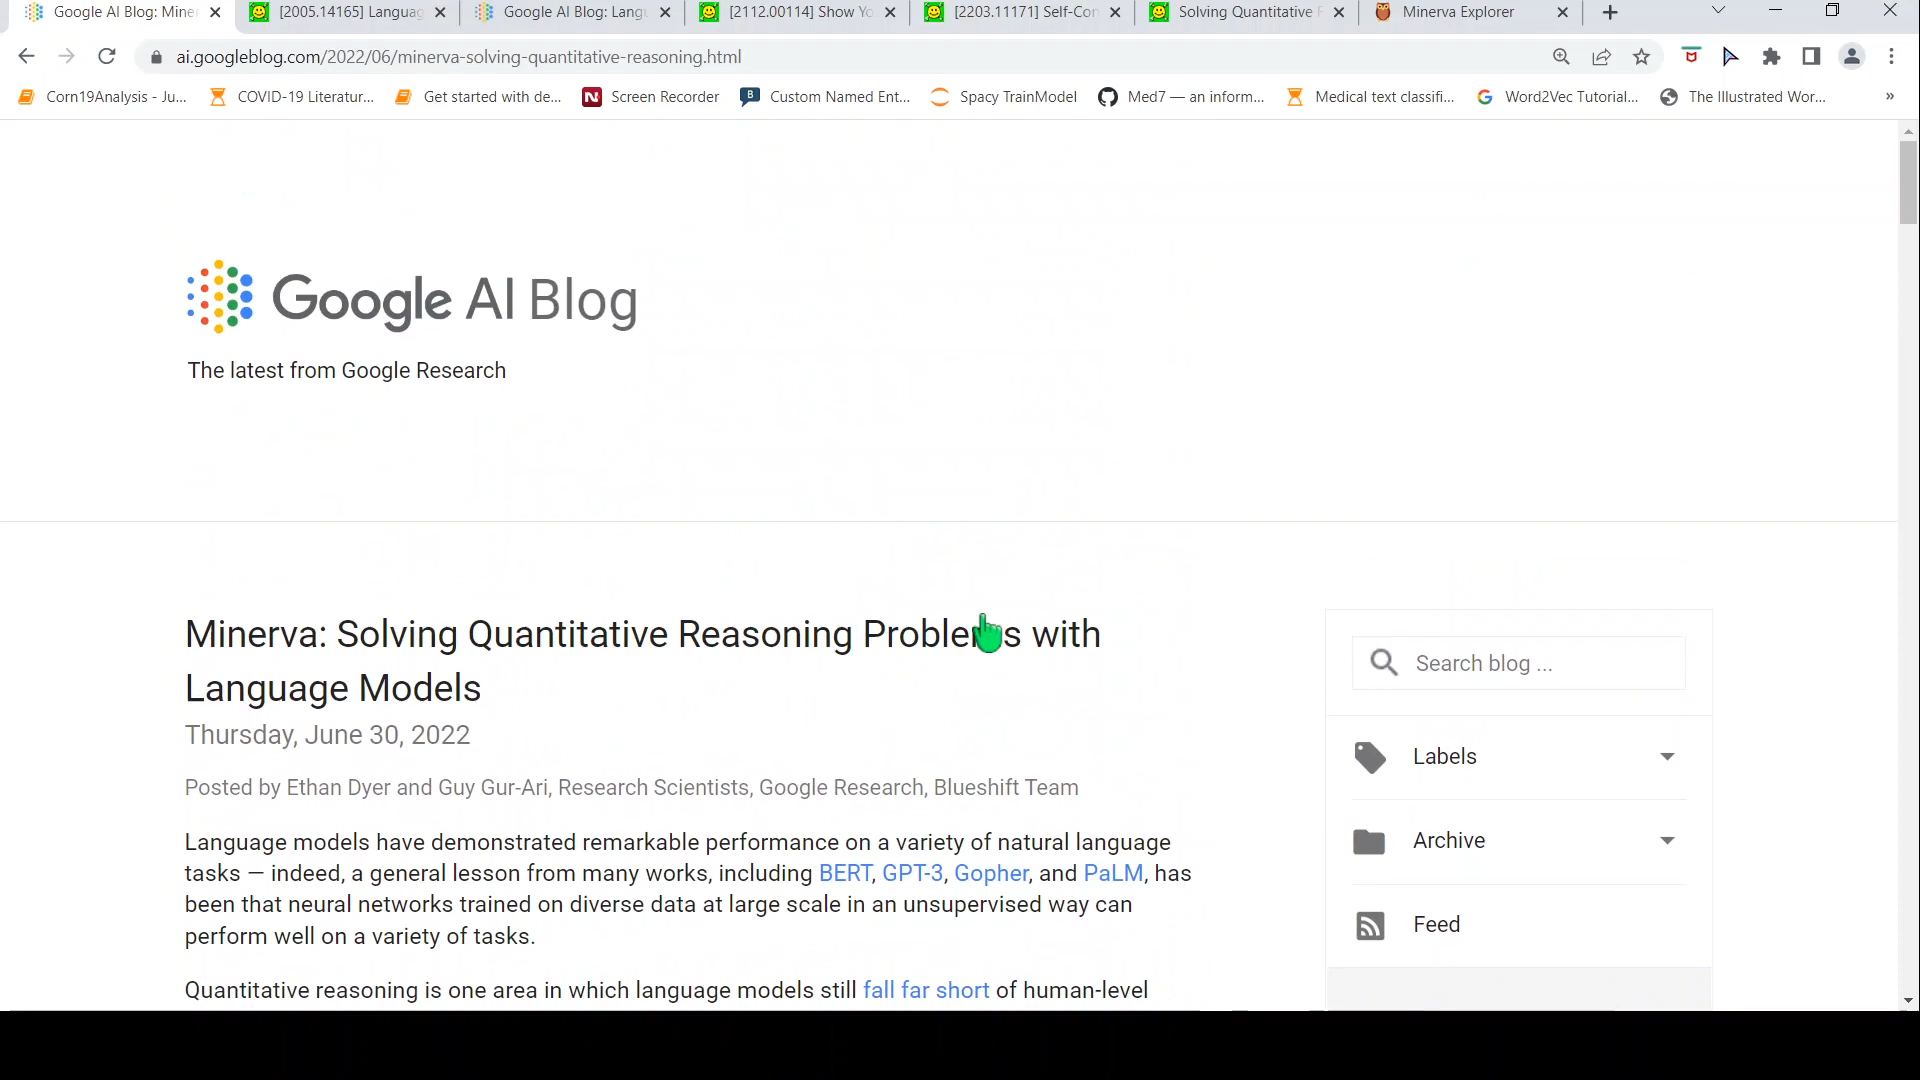 Google AI Blog: Miner
[2005.14165] Languag
Google AI Blog: Langu
[2112.00114] Show Yo
[2203.11171] Self-Con
Solving Quantitative R
Minerva Explorer
ai.googleblog.com/2022/06/minerva-solving-quantitative-reasoning.html
Corn19Analysis - Ju...
COVID-19 Literatur...
Get started with de...
Screen Recorder
Custom Named Ent...
Spacy TrainModel
Med7 — an inform...
Medical text classifi...
Word2Vec Tutorial...
The Illustrated Wor...
Google AI Blog
The latest from Google Research
Minerva: Solving Quantitative Reasoning Problems with
Language Models
Thursday, June 30, 2022
Posted by Ethan Dyer and Guy Gur-Ari, Research Scientists, Google Research, Blueshift Team
Language models have demonstrated remarkable performance on a variety of natural language
tasks — indeed, a general lesson from many works, including BERT, GPT-3, Gopher, and PaLM, has
been that neural networks trained on diverse data at large scale in an unsupervised way can
perform well on a variety of tasks.
Quantitative reasoning is one area in which language models still fall far short of human-level
Search blog ...
Labels
Archive
Feed